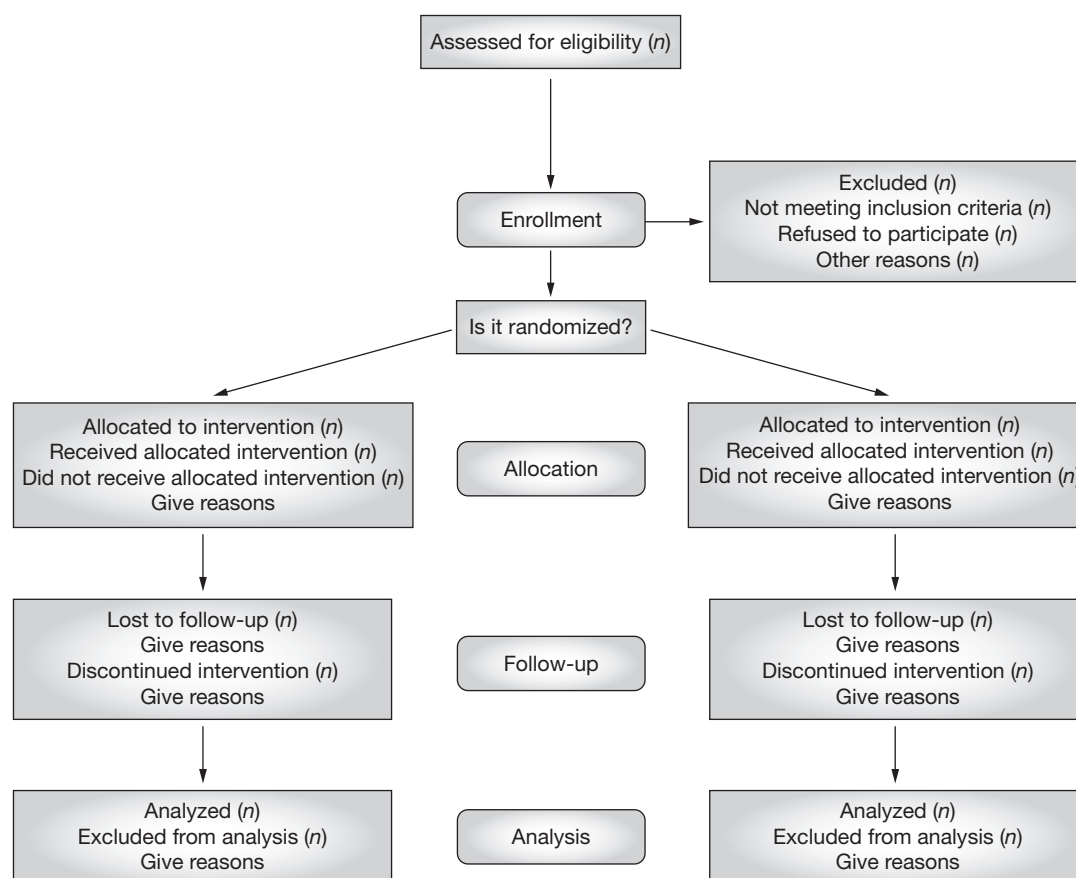 Assessed for eligibility (n)
Enrollment
Excluded (n)
Not meeting inclusion criteria (n)
Refused to participate (n)
Other reasons (n)
Is it randomized?
Allocated to intervention (n)
Received allocated intervention (n)
Did not receive allocated intervention (n)
Give reasons
Allocation
Allocated to intervention (n)
Received allocated intervention (n)
Did not receive allocated intervention (n)
Give reasons
Lost to follow-up (n)
Give reasons
Discontinued intervention (n)
Give reasons
Follow-up
Lost to follow-up (n)
Give reasons
Discontinued intervention (n)
Give reasons
Analyzed (n)
Excluded from analysis (n)
Give reasons
Analysis
Analyzed (n)
Excluded from analysis (n)
Give reasons